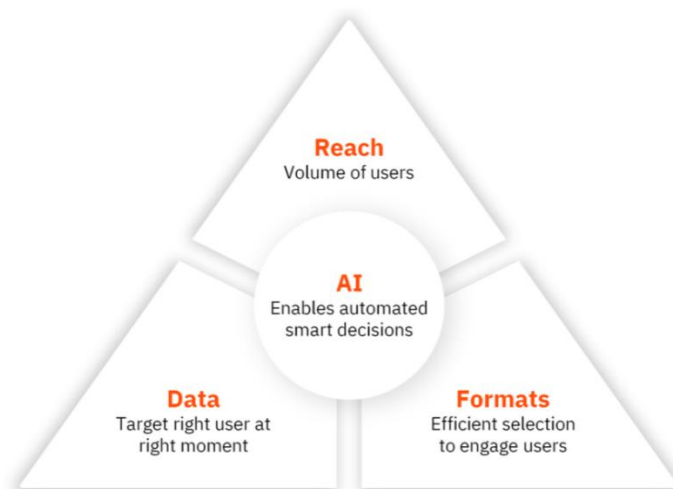 Reach
Volume of users
AI
Enables automated
smart decisions
Data
Target right user at
right moment
Formats
Efficient selection
to engage users